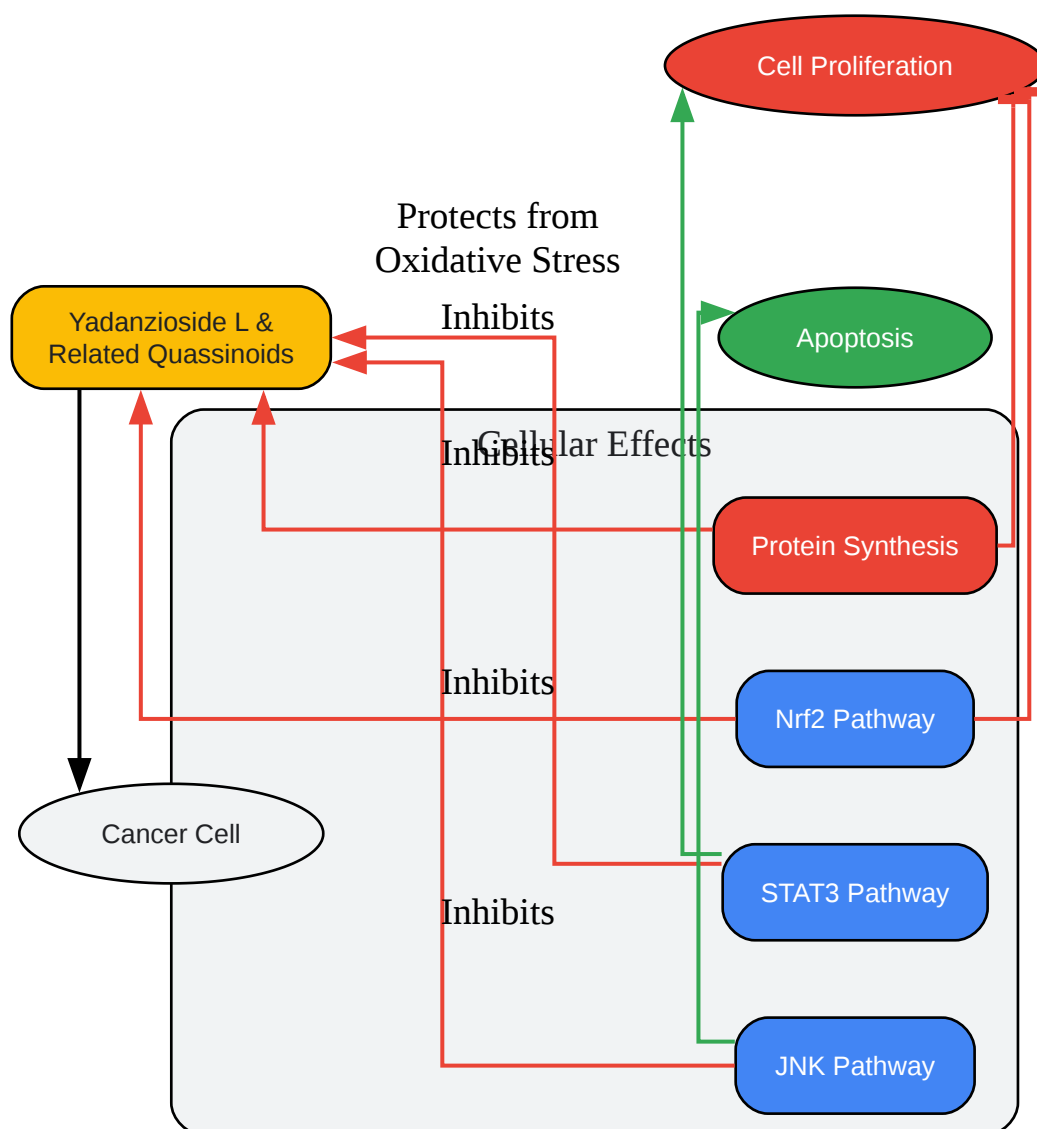 Cell Proliferation
Protects from
Oxidative Stress
Inhibits
Yadanzioside L &
Related Quassinoids
Apoptosis
Cellular Effects
Inhibits
Protein Synthesis
Inhibits
Nrf2 Pathway
Cancer Cell
STAT3 Pathway
Inhibits
JNK Pathway